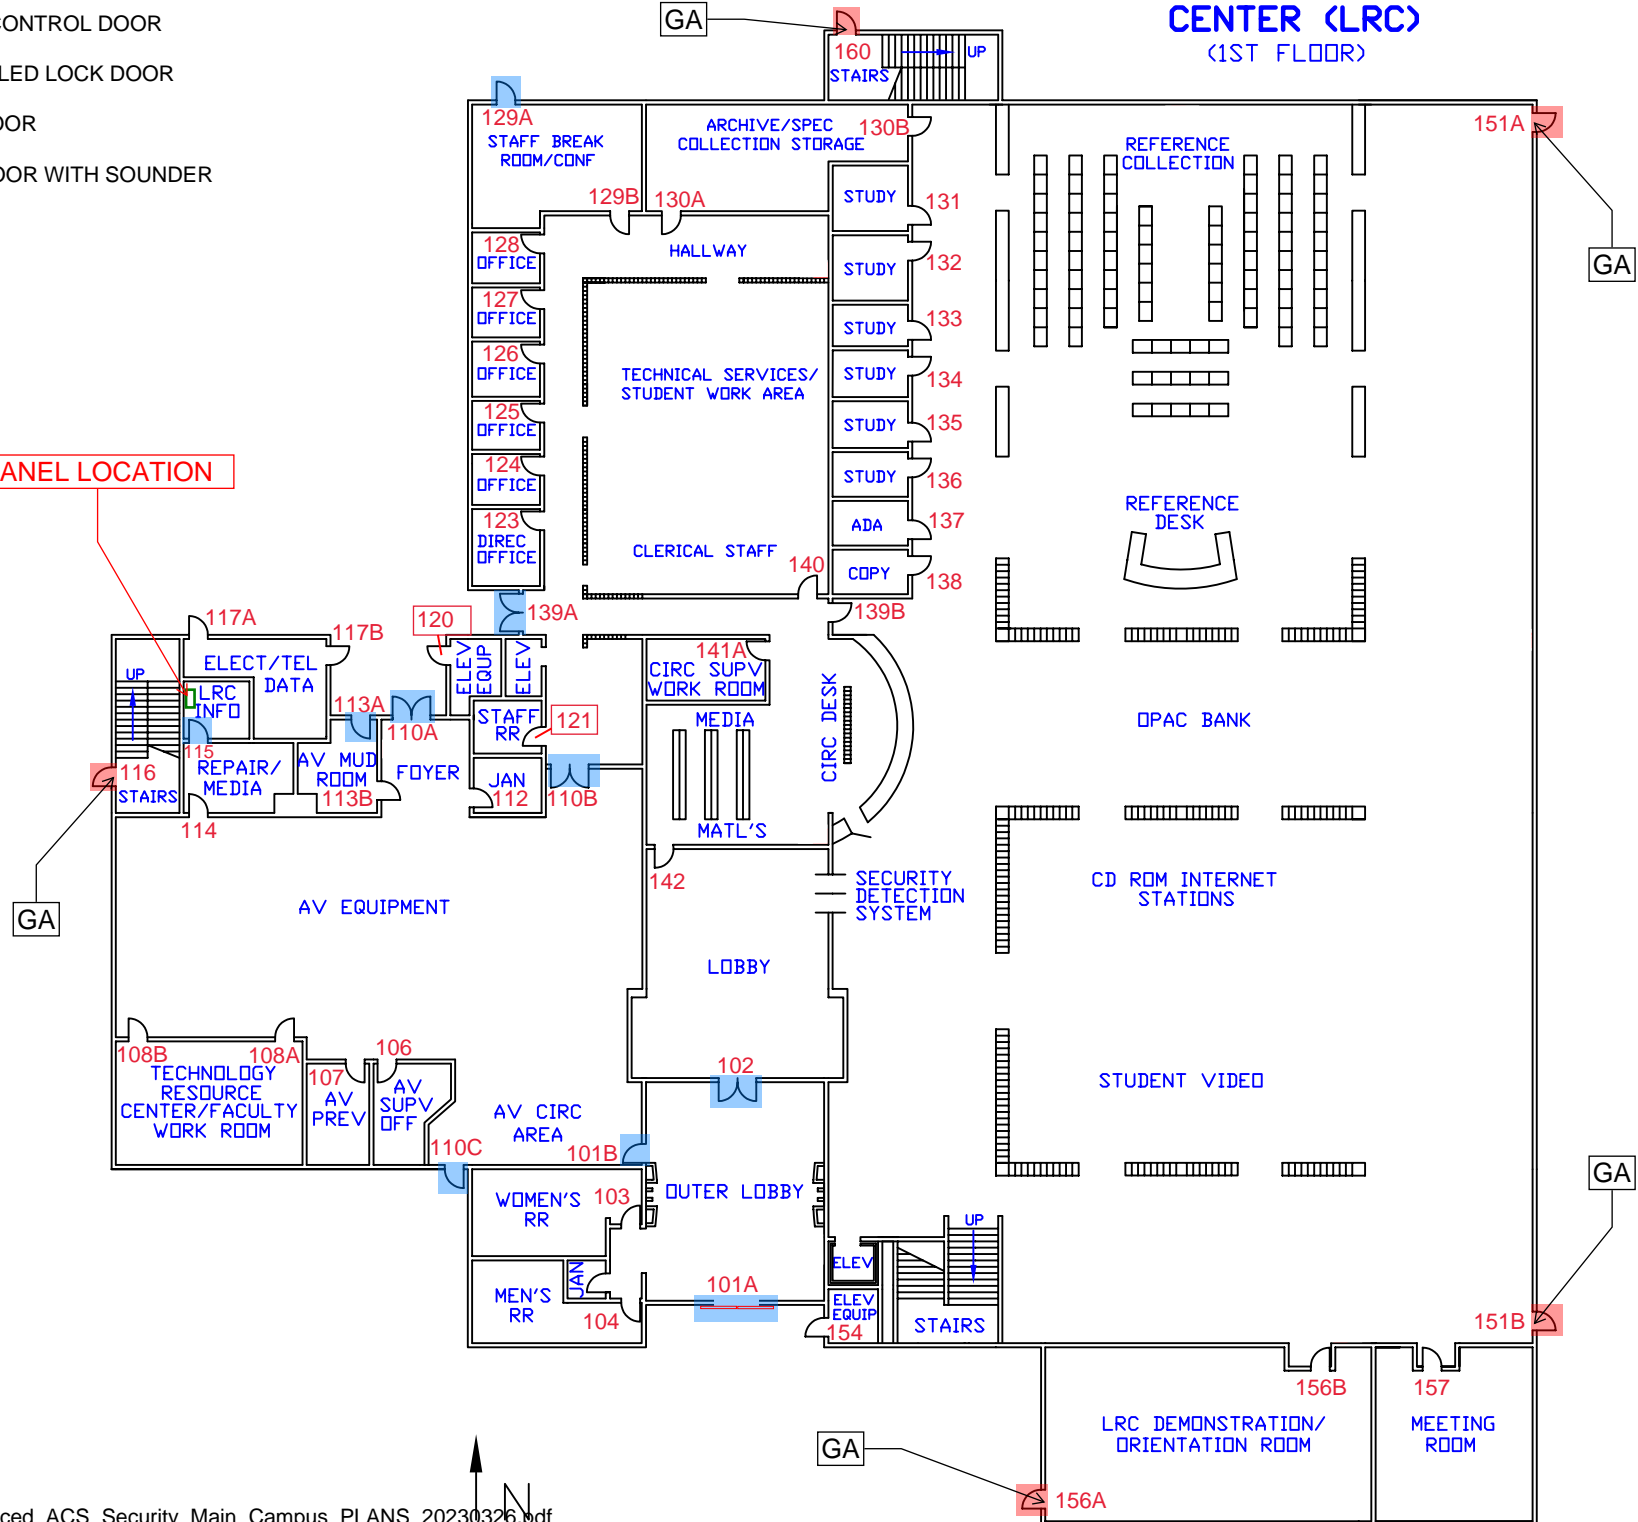 CONTROL DOOR
LED LOCK DOOR
OOR
OOR WITH SOUNDER
CENTER (LRC)
(1ST FLOOR)
GA
160
STAIRS
UP
129A
STAFF BREAK
ROOM/CONF
ARCHIVE/SPEC
COLLECTION STORAGE
130B
REFERENCE
COLLECTION
151A
GA
129B
130A
STUDY
131
HALLWAY
STUDY
132
128
OFFICE
127
OFFICE
STUDY
133
126
OFFICE
TECHNICAL SERVICES/
STUDENT WORK AREA
STUDY
134
125
OFFICE
STUDY
135
ANEL LOCATION
124
OFFICE
STUDY
136
REFERENCE
DESK
123
DIREC
OFFICE
ADA
137
CLERICAL STAFF
140
COPY
138
139A
139B
117A
117B
120
ELECT/TEL
DATA
ELEV
EQUP
ELEV
141A
CIRC SUPV
WORK ROOM
UP
LRC
INFO
113A
110A
STAFF
RR
121
MEDIA
MATL'S
CIRC DESK
OPAC BANK
115
116
STAIRS
REPAIR/
MEDIA
AV MUD
ROOM
113B
FOYER
JAN
112
110B
114
142
GA
AV EQUIPMENT
SECURITY
DETECTION
SYSTEM
CD ROM INTERNET
STATIONS
LOBBY
108B
108A
TECHNOLOGY
RESOURCE
CENTER/FACULTY
WORK ROOM
107
AV
PREV
106
AV
SUPV
OFF
AV CIRC
AREA
102
STUDENT VIDEO
110C
101B
GA
WOMEN'S
RR
103
OUTER LOBBY
UP
ELEV
MEN'S
RR
JAN
104
101A
ELEV
EQUIP
154
STAIRS
151B
156B
157
LRC DEMONSTRATION/
ORIENTATION ROOM
MEETING
ROOM
GA
156A
N
ced_ACS_Security_Main_Campus_PLANS_20230326.pdf